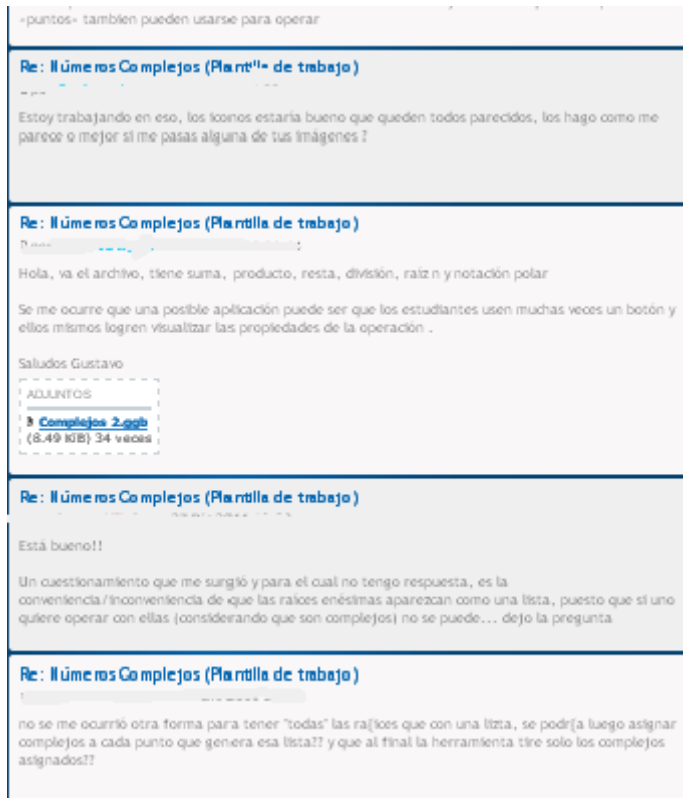 -puntos- tambien pueden usarse para operar
Re: Números Complejos (Plantilla de trabajo)
Estoy trabajando en eso, los iconos estaría bueno que queden todos parecidos, los hago como me
parece o mejor si me pasas alguna de tus imágenes ?
Re: Números Complejos (Plantilla de trabajo)
Hola, va el archivo, tiene suma, producto, resta, división, raiz n y notación polar
Se me ocurre que una posible aplicación puede ser que los estudiantes usen muchas veces un botón y
ellos mismos logren visualizar las propiedades de la operación .
Saludos Gustavo
ADJUNTOS
Complejos 2.ggb
(8.49 KiB) 34 veces
Re: Números Complejos (Plantilla de trabajo)
Está bueno!!
Un cuestionamiento que me surgió y para el cual no tengo respuesta, es la
conveniencia/inconveniencia de que las raíces enésimas aparezcan como una lista, puesto que si uno
quiere operar con ellas (considerando que son complejos) no se puede... dejo la pregunta
Re: Números Complejos (Plantilla de trabajo)
no se me ocurrió otra forma para tener "todas" las ra[ices que con una lizta, se podr[a luego asignar
complejos a cada punto que genera esa lista?? y que al final la herramienta tire solo los complejos
asignados??